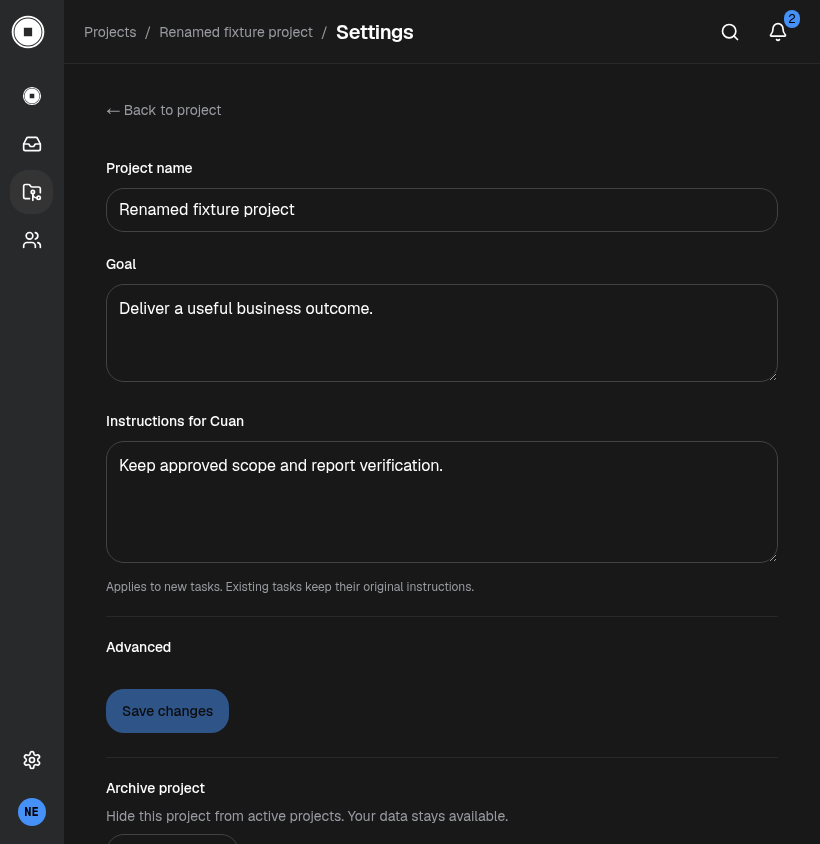 Projects / Renamed fixture project / Settings
2
← Back to project
Project name
Renamed fixture project
Goal
Deliver a useful business outcome.
Instructions for Cuan
Keep approved scope and report verification.
Applies to new tasks. Existing tasks keep their original instructions.
Advanced
Save changes
Archive project
Hide this project from active projects. Your data stays available.
NE